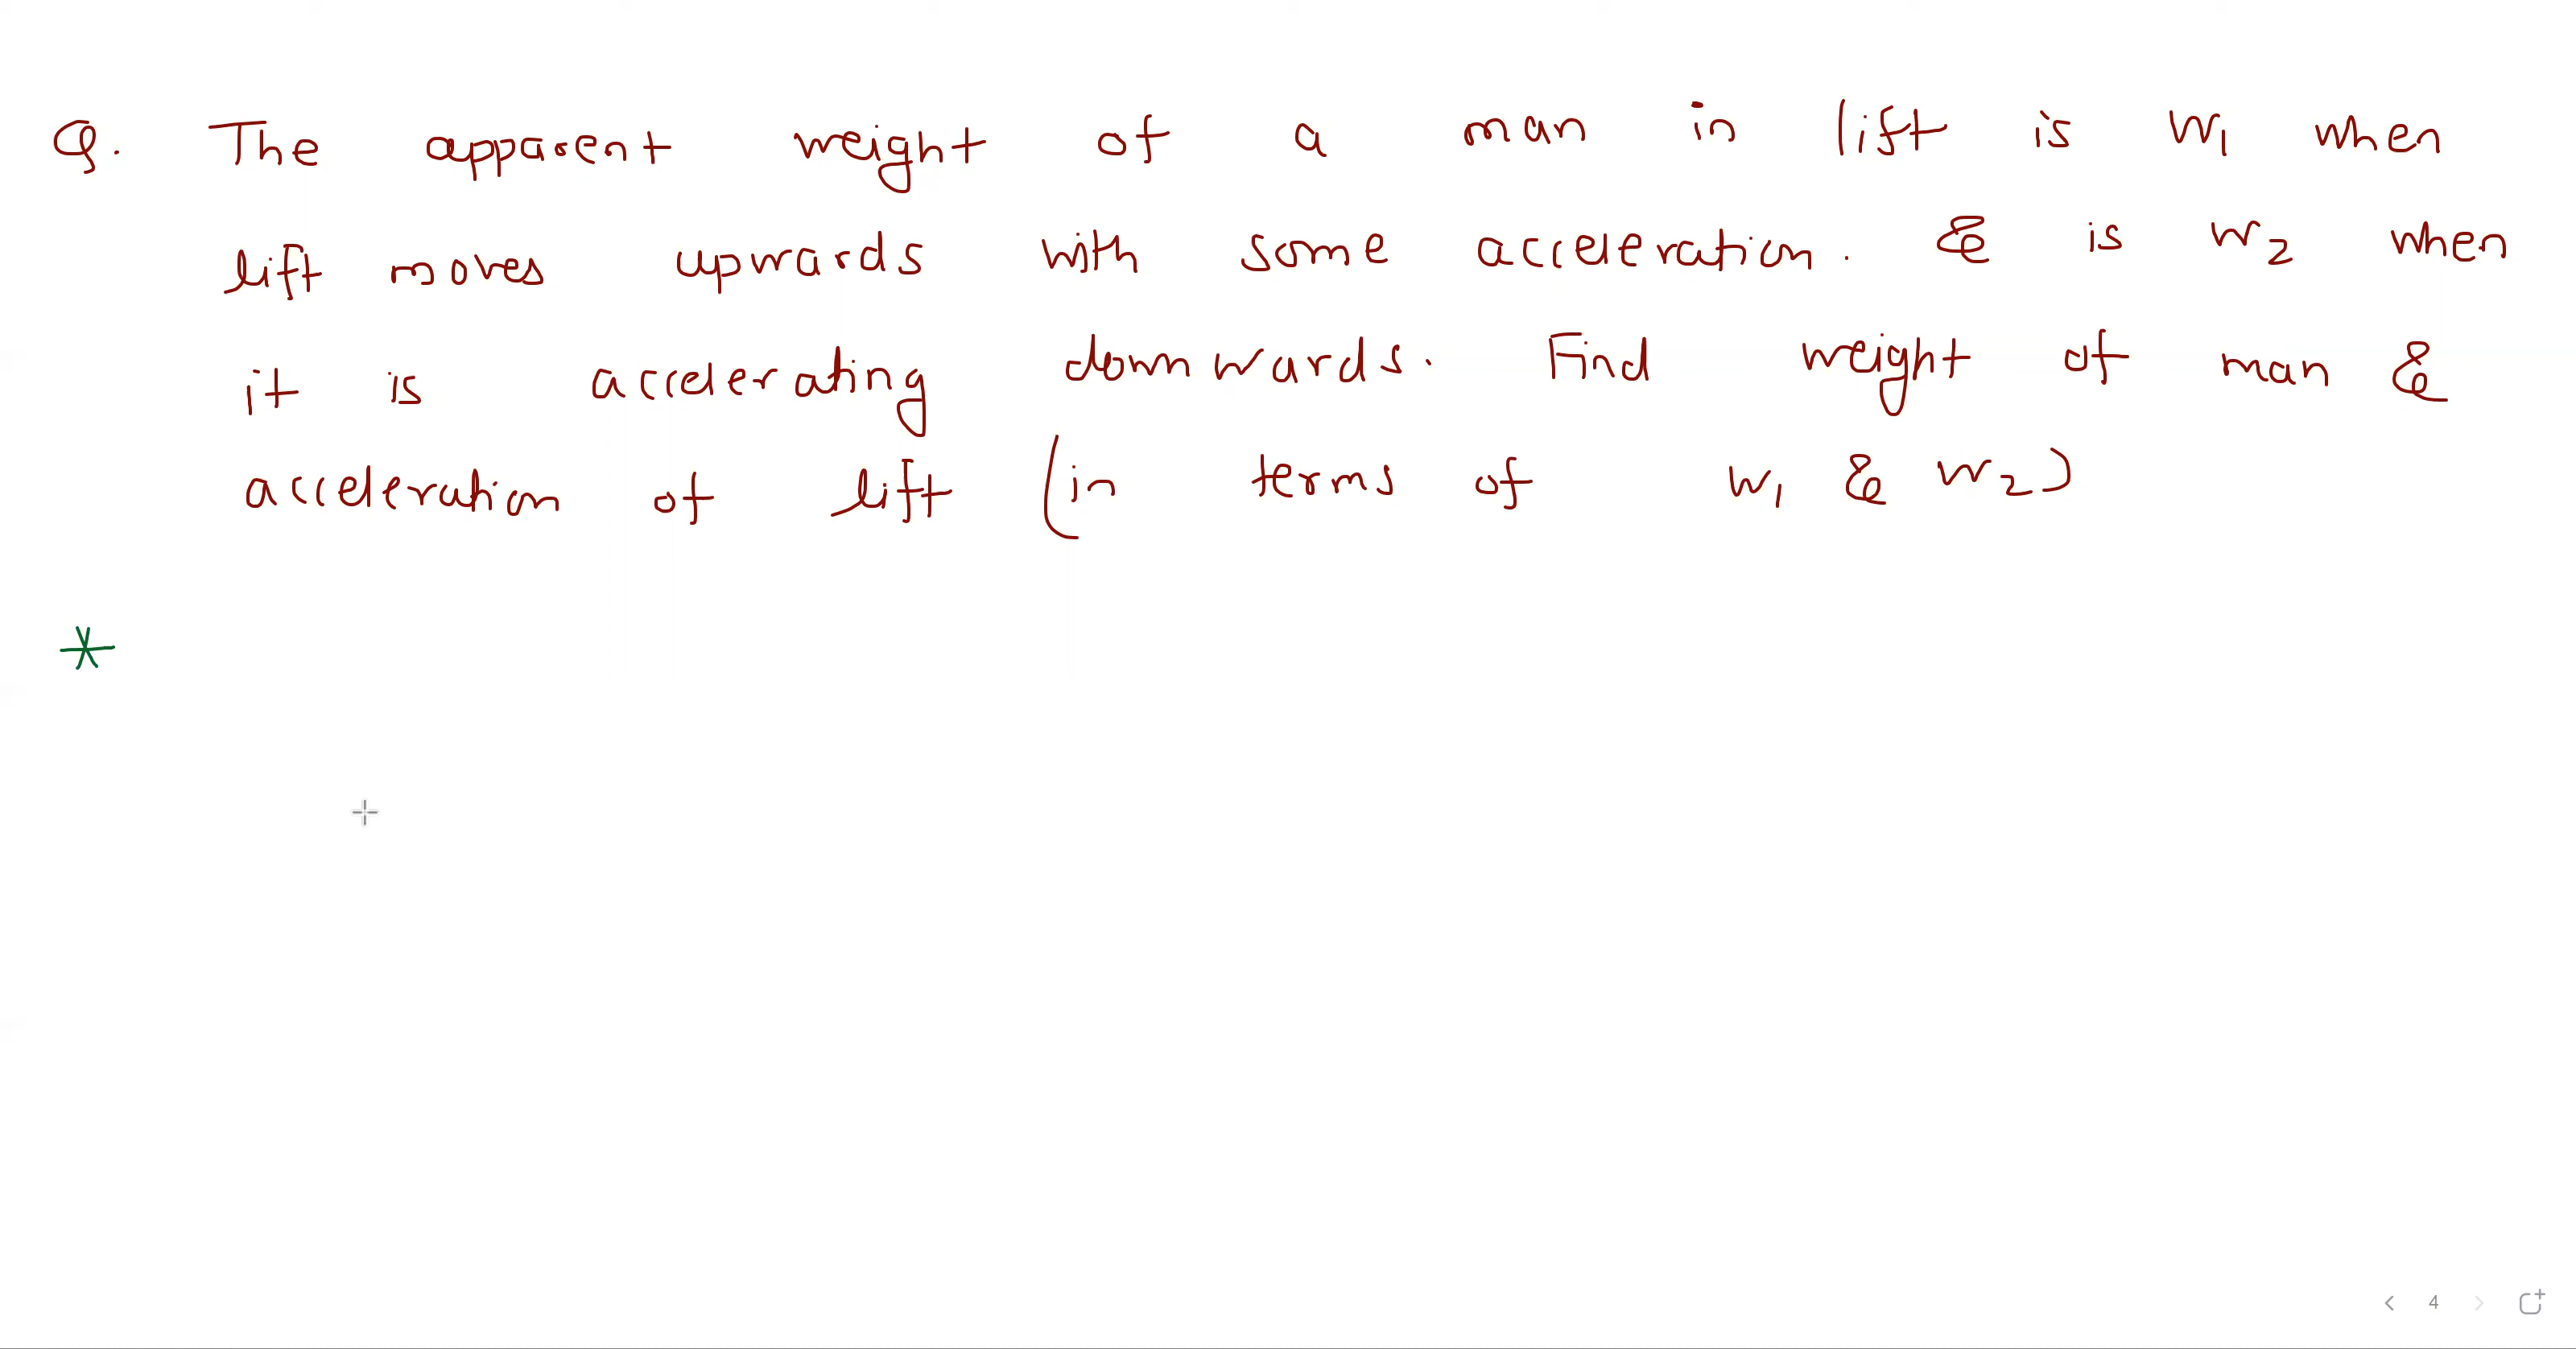 Q. The apparent weight of a man in lift is W1 when
lift moves upwards with some acceleration. & is W2 when
it is accelerating downwards. Find weight of man &
acceleration of lift (in terms of W1 & W2)
*
< 4 >